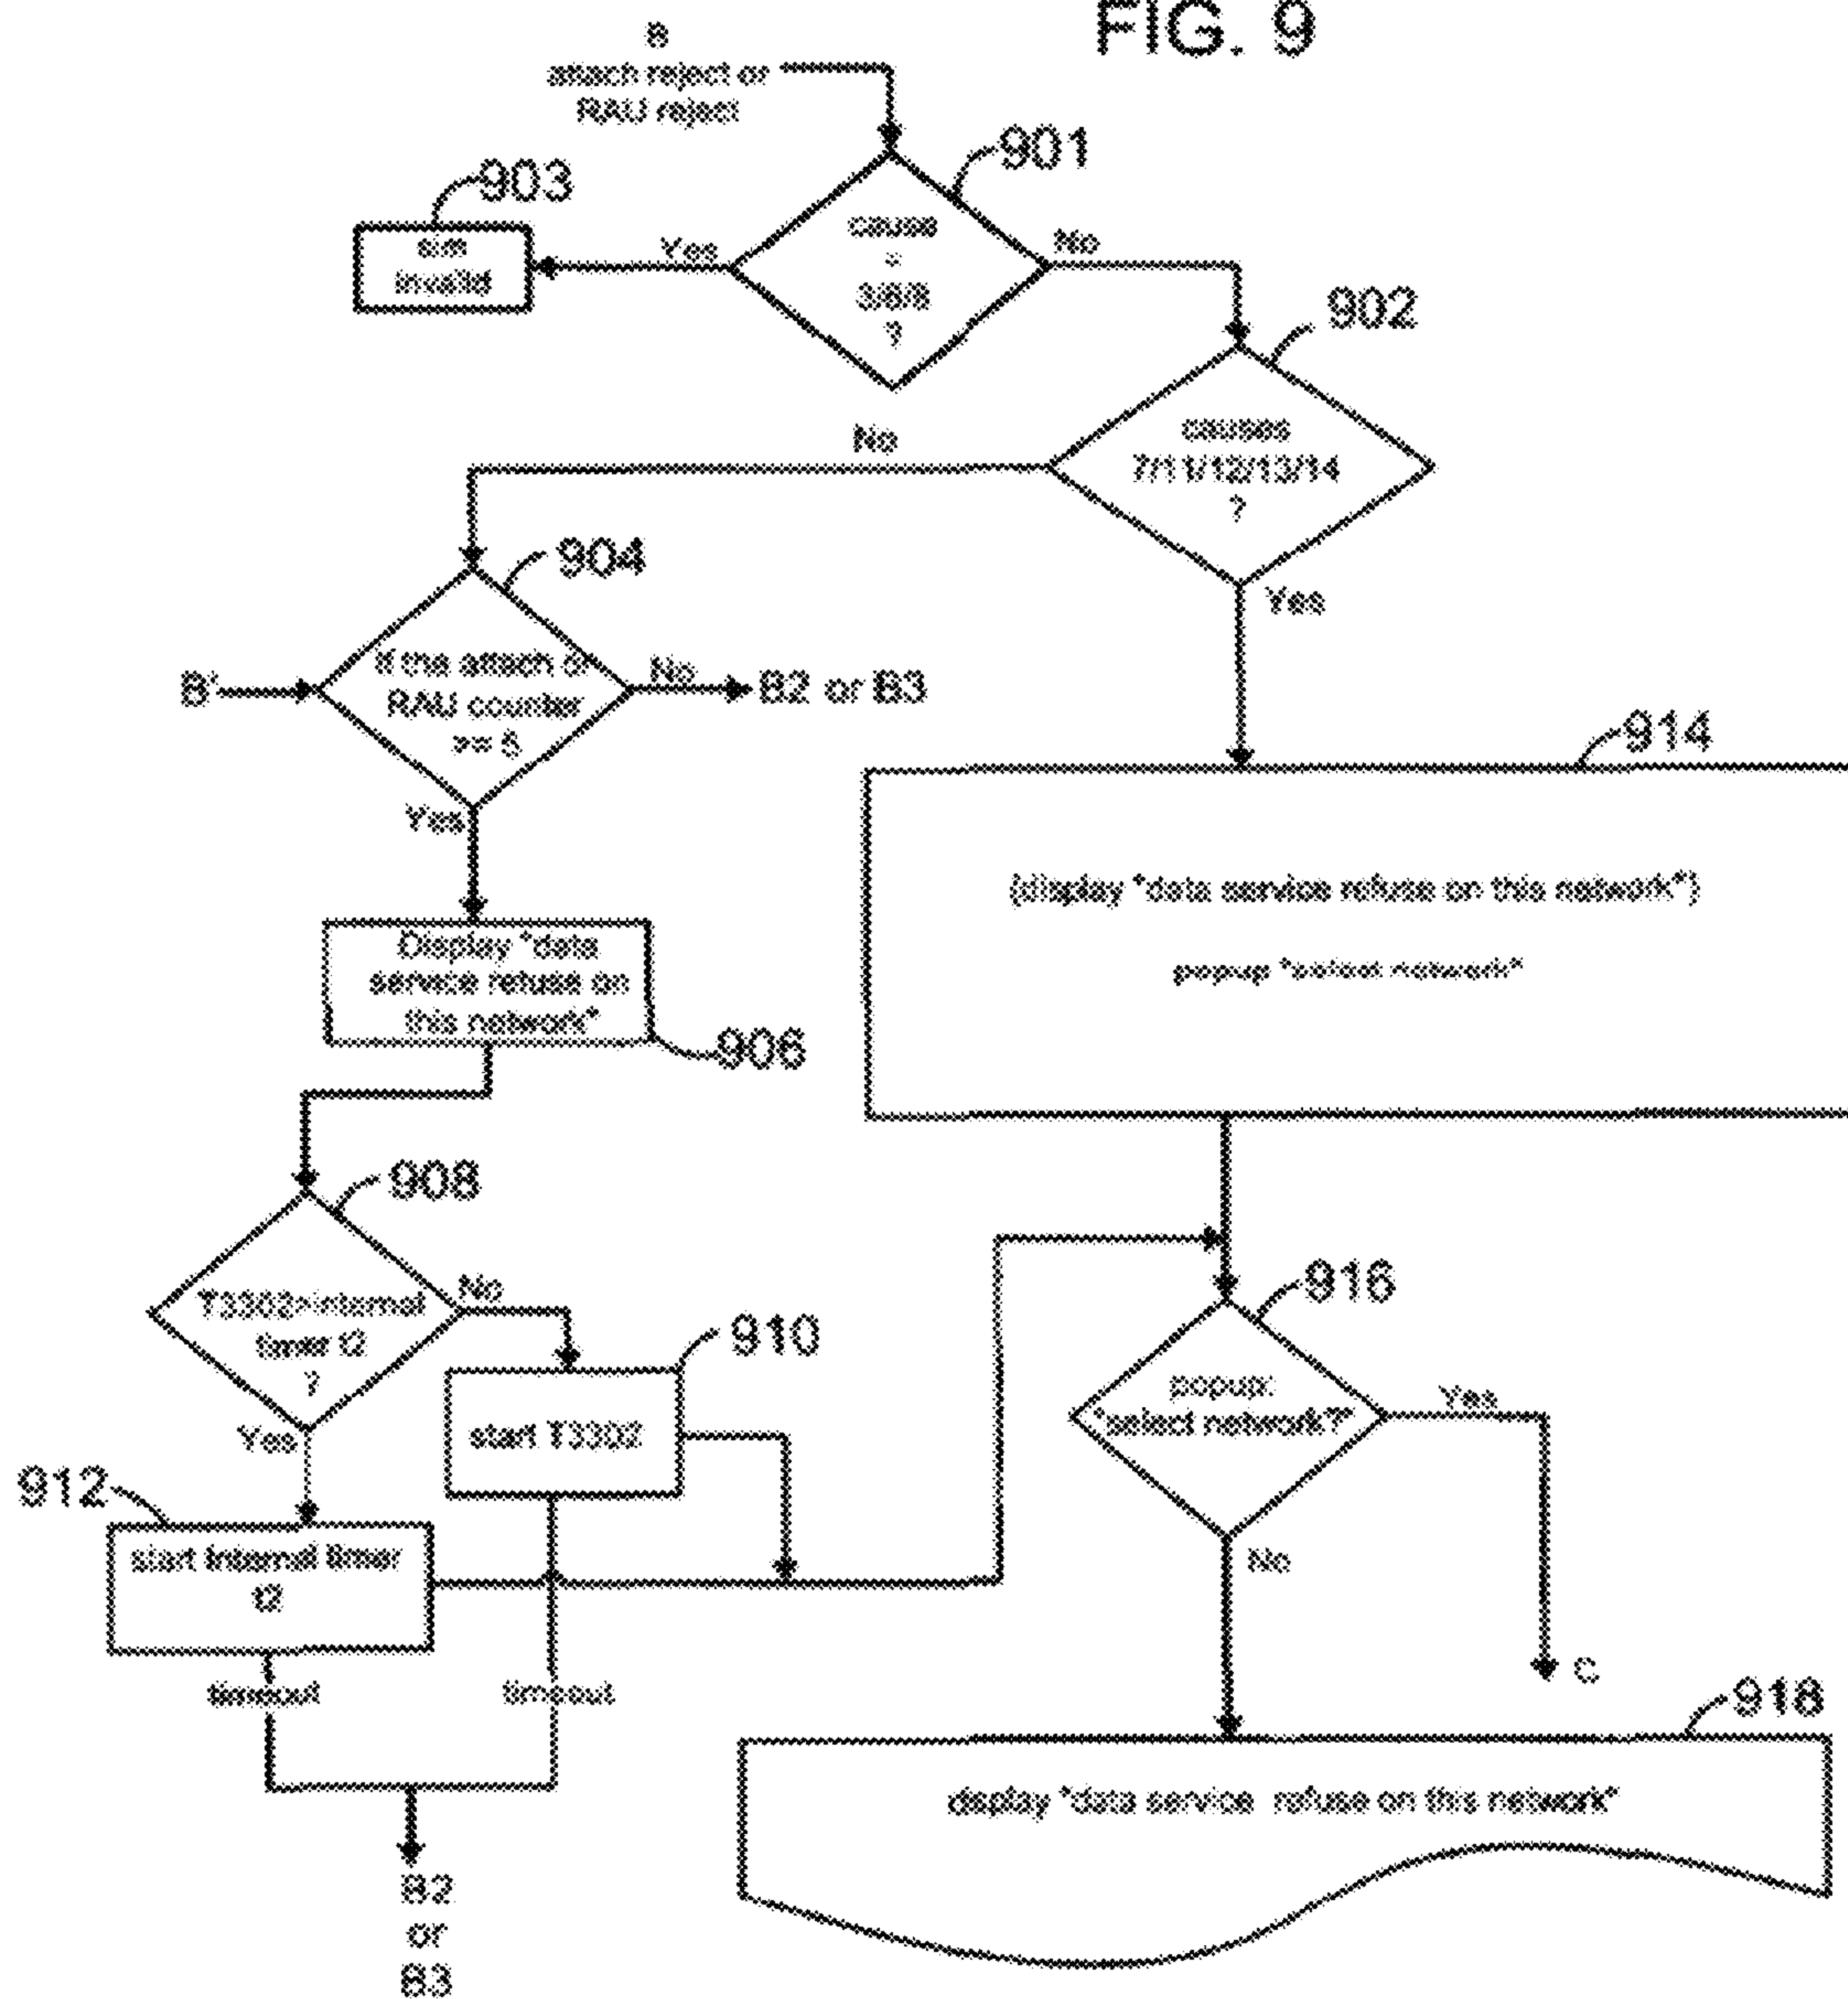 FIG. 9
B
attach reject or
RAU reject
901
903
sim
invalid
Yes
cause
=
3/6/8
?
No
902
No
causes
7/11/12/13/14
?
Yes
904
B'
If the attach or
RAU counter
>= 5
No
B2 or B3
Yes
914
(display "data service refuse on this network")
popup "select network"
Display "data
service refuse on
this network"
906
908
T3302>internal
timer t2
?
No
Yes
910
start T3302
912
start Internal timer
t2
timeout
timeout
B2
or
B3
916
popup:
"select network?"
Yes
No
C
918
display "data service refuse on this network"